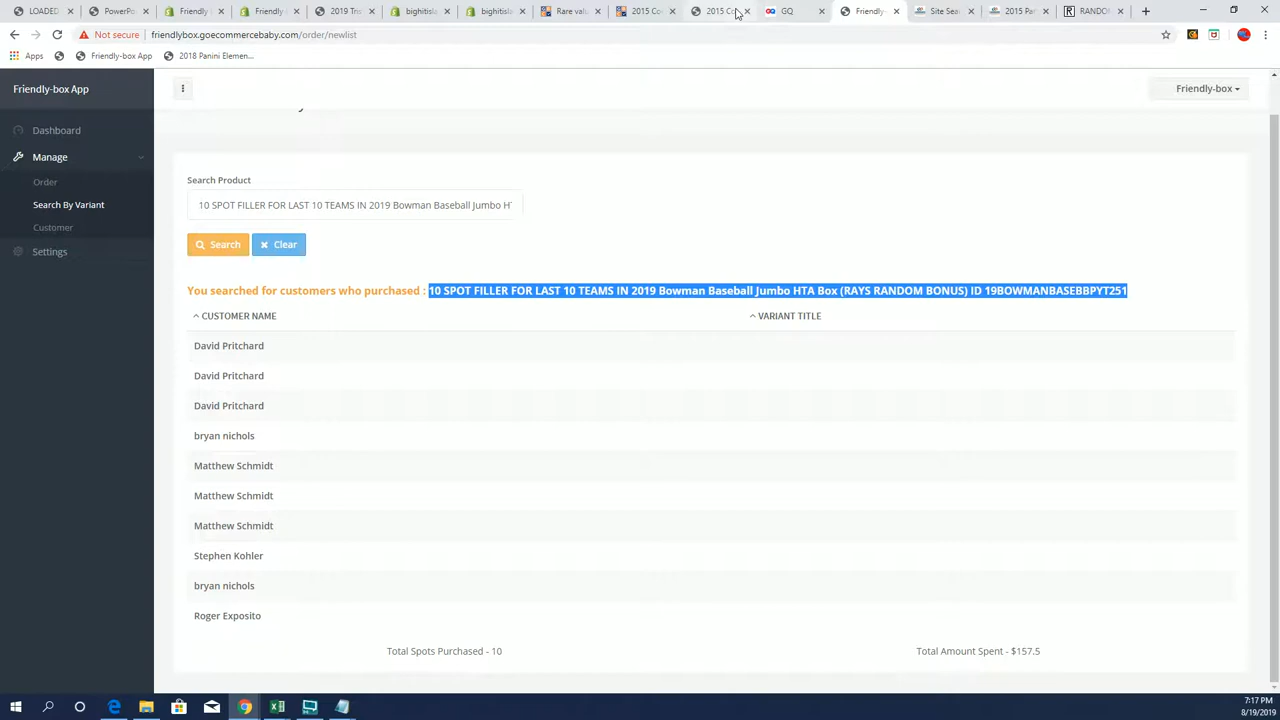 LOADED
PowerPo
Friendly
Friendly-
2019 Tri
bighitisla
bighitisla
Rare valu
2015 Co
2015 C
GQ
Friendly-
Site Sea
2015 Pa
RANDO
Not secure
friendlybox.goecommercebaby.com/order/newlist
Apps
Friendly-box App
2018 Panini Elemen...
Friendly-box App
Friendly-box
Dashboard
Manage
Order
Search By Variant
Customer
Settings
Search Product
10 SPOT FILLER FOR LAST 10 TEAMS IN 2019 Bowman Baseball Jumbo H
Search
Clear
You searched for customers who purchased : 10 SPOT FILLER FOR LAST 10 TEAMS IN 2019 Bowman Baseball Jumbo HTA Box (RAYS RANDOM BONUS) ID 19BOWMANBASEBBPYT251
CUSTOMER NAME
VARIANT TITLE
David Pritchard
David Pritchard
David Pritchard
bryan nichols
Matthew Schmidt
Matthew Schmidt
Matthew Schmidt
Stephen Kohler
bryan nichols
Roger Exposito
Total Spots Purchased - 10
Total Amount Spent - $157.5
7:17 PM
8/19/2019